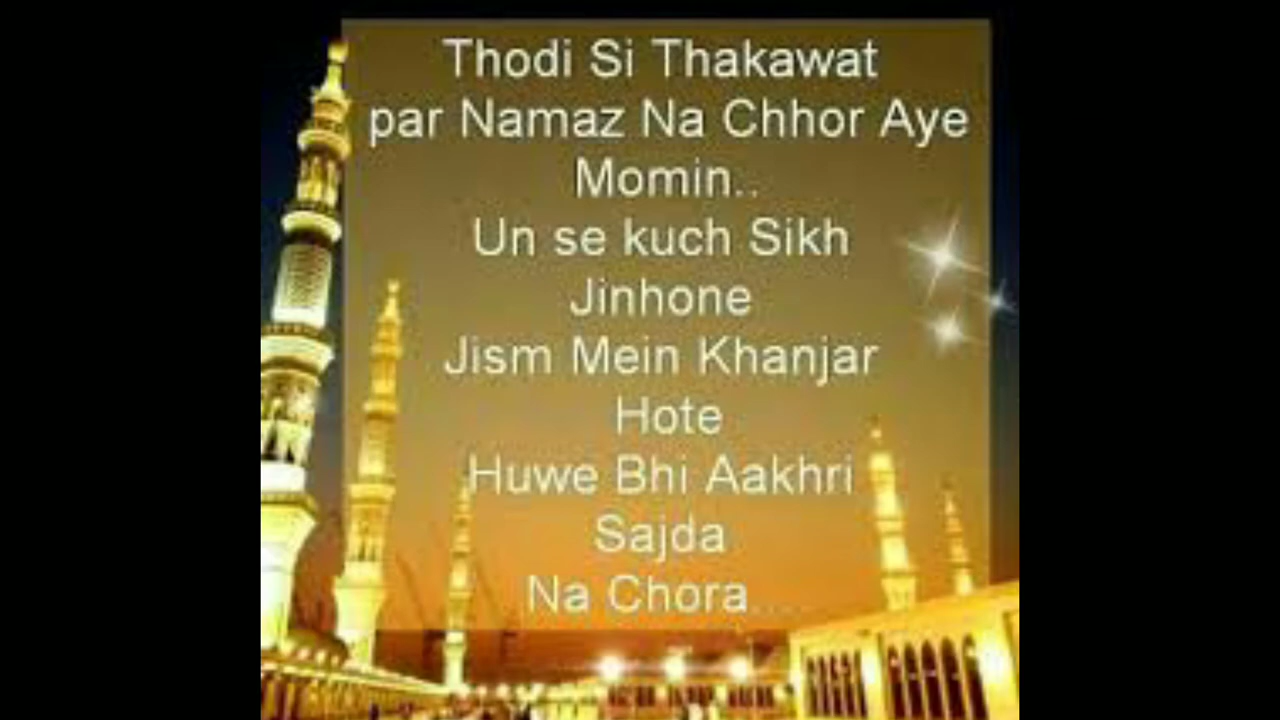 Thodi Si Thakawat
par Namaz Na Chhor Aye
Momin..
Un se kuch Sikh
Jinhone
Jism Mein Khanjar
Hote
Huwe Bhi Aakhri
Sajda
Na Chora....